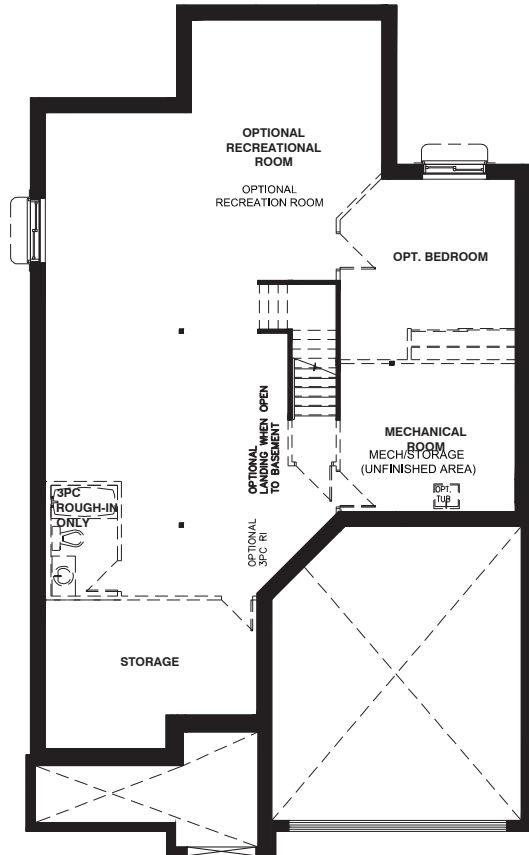 OPTIONAL
RECREATIONAL
ROOM
OPTIONAL
RECREATION ROOM
OPT. BEDROOM
OPTIONAL
LANDING WHEN OPEN
TO BASEMENT
MECHANICAL
ROOM
MECH/STORAGE
(UNFINISHED AREA)
OPT.
TUB
3PC
ROUGH-IN
ONLY
OPTIONAL
3PC RI
STORAGE